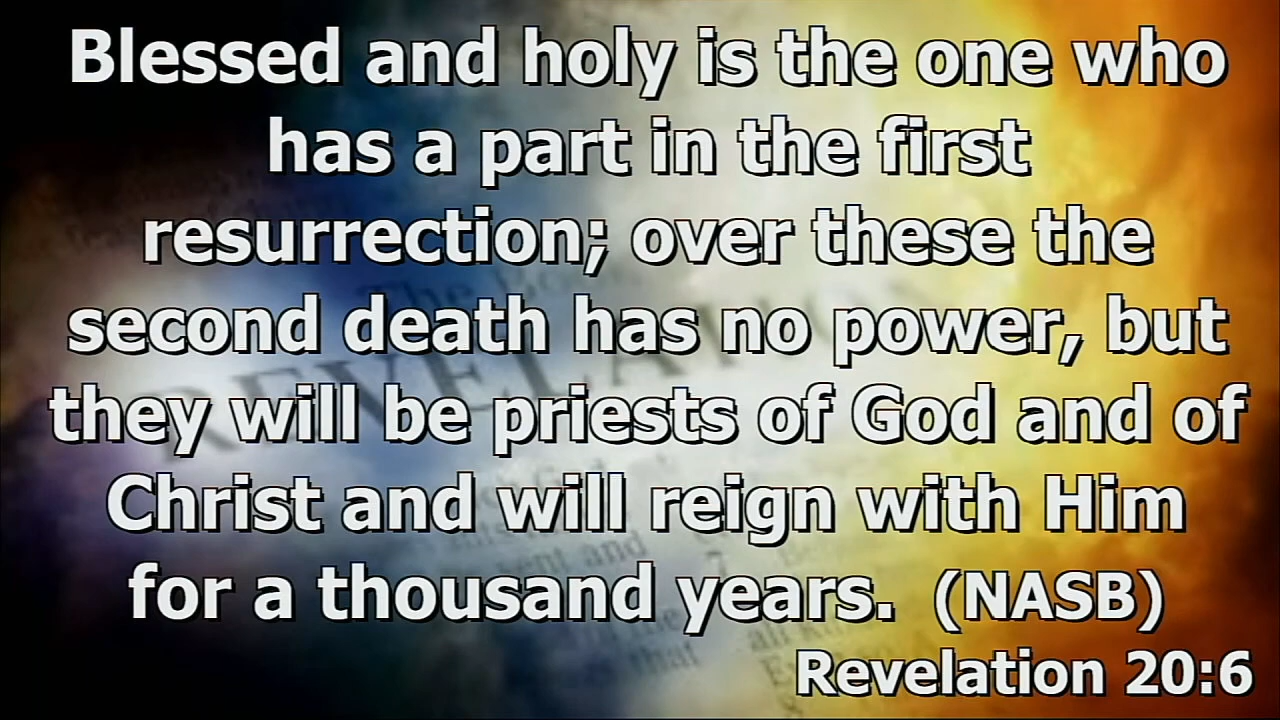 Blessed and holy is the one who
has a part in the first
resurrection; over these the
second death has no power, but
they will be priests of God and of
Christ and will reign with Him
for a thousand years. (NASB)
Revelation 20:6
REVELATION